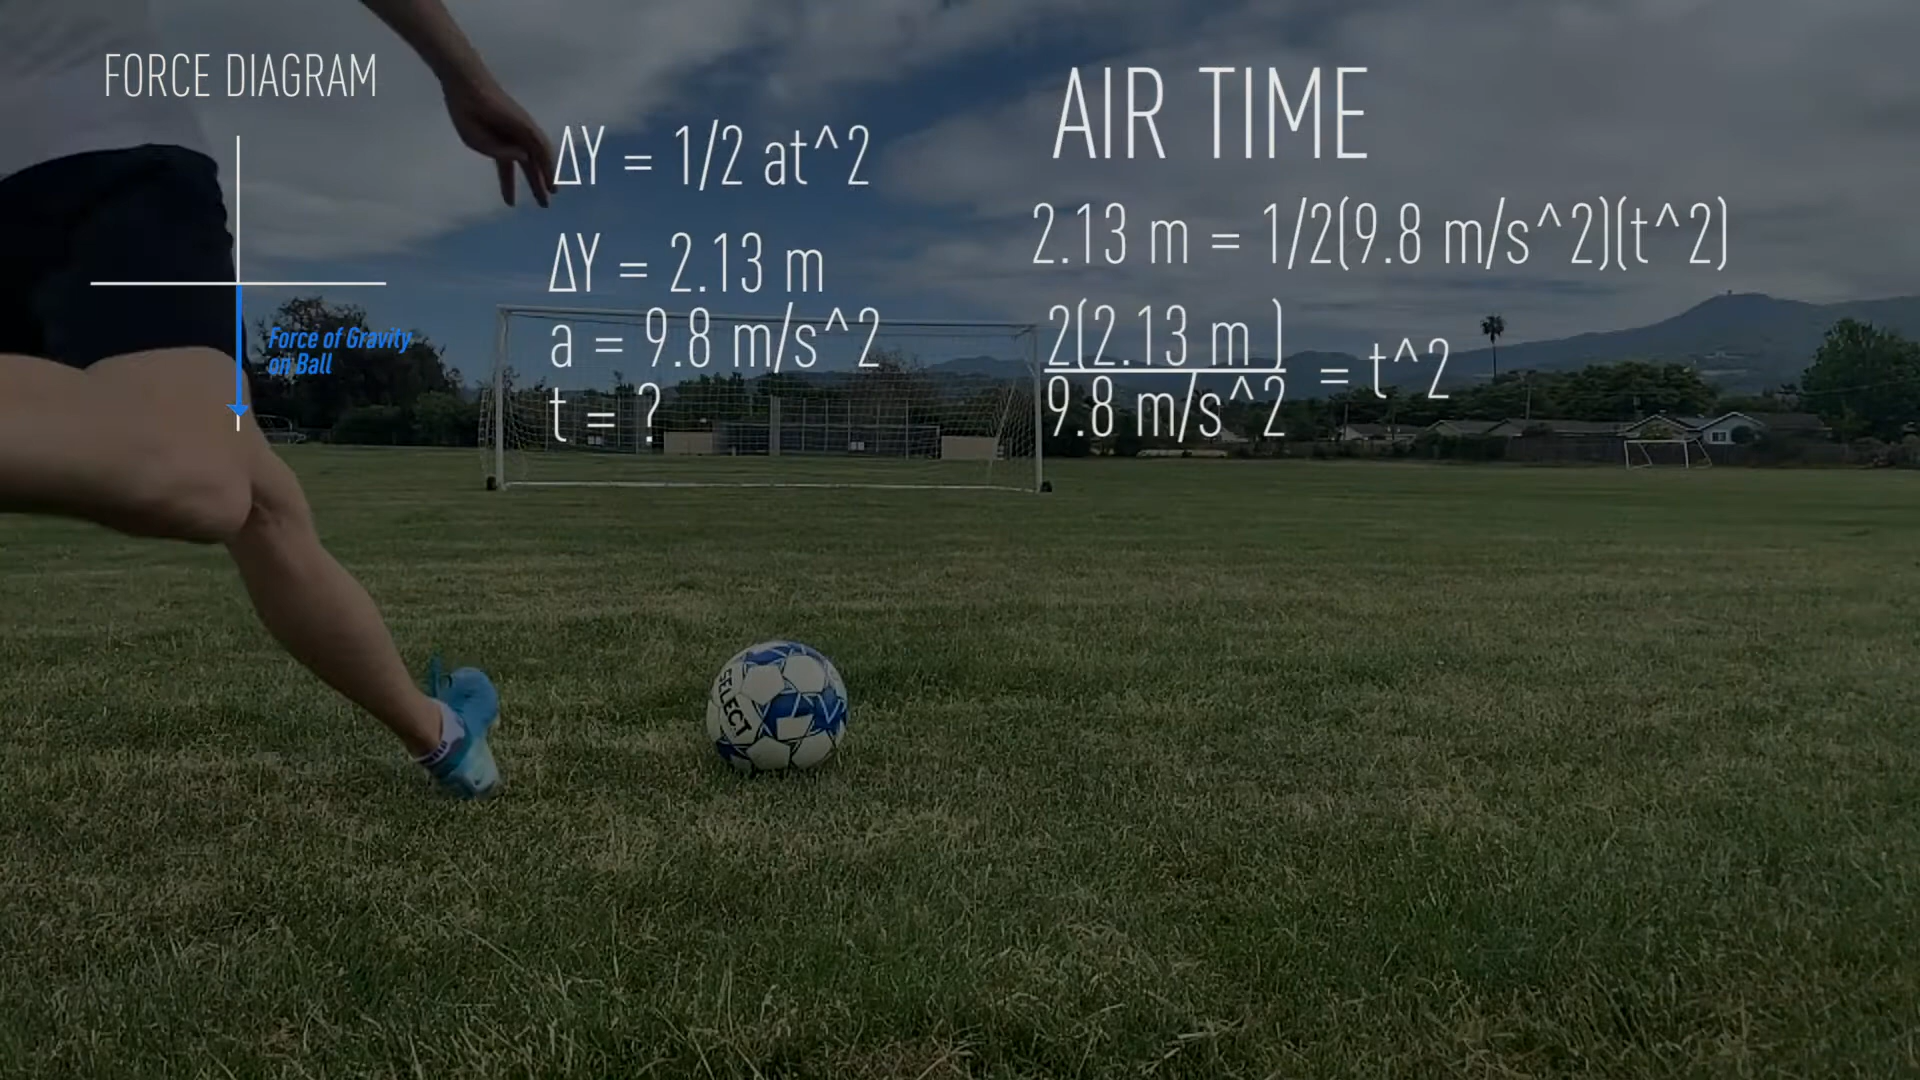 FORCE DIAGRAM
Force of Gravity
on Ball
ΔY = 1/2 at^2
ΔY = 2.13 m
a = 9.8 m/s^2
t = ?
AIR TIME
2.13 m = 1/2(9.8 m/s^2)(t^2)
2(2.13 m )
9.8 m/s^2
= t^2
SELECT